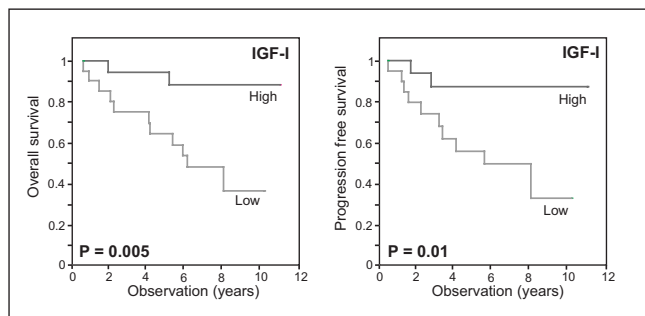 IGF-I
Overall survival
1
0.8
0.6
0.4
0.2
0
High
Low
P = 0.005
0 2 4 6 8 10 12
Observation (years)
IGF-I
Progression free survival
1
0.8
0.6
0.4
0.2
0
High
Low
P = 0.01
0 2 4 6 8 10 12
Observation (years)